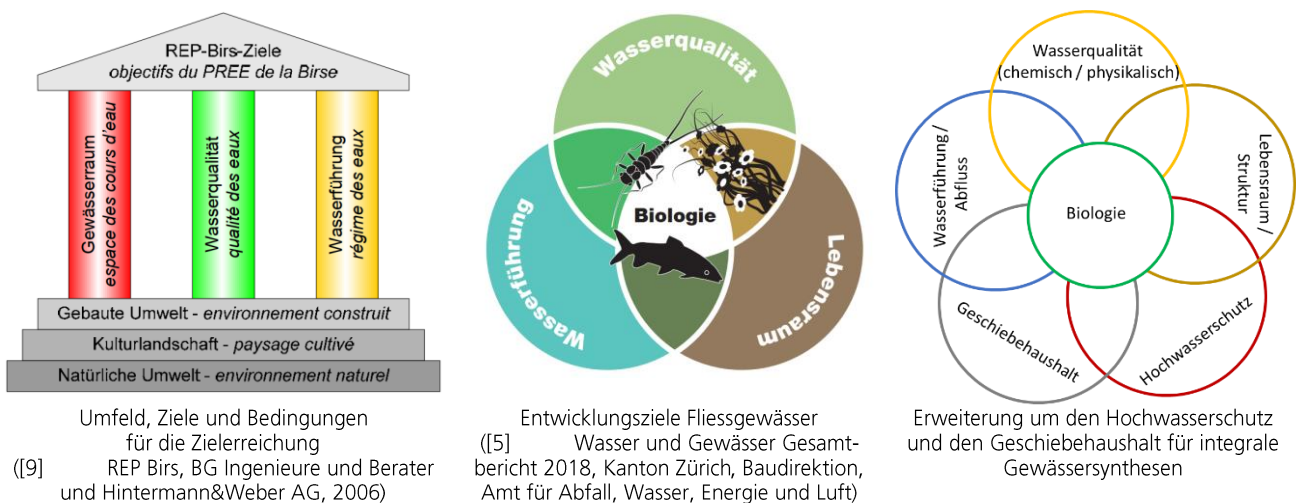 REP-Birs-Ziele
objectifs du PREE de la Birse
Gewässerraum
espace des cours d'eau
Wasserqualität
qualité des eaux
Wasserführung
régime des eaux
Gebaute Umwelt - environnement construit
Kulturlandschaft - paysage cultivé
Natürliche Umwelt - environnement naturel
Umfeld, Ziele und Bedingungen
für die Zielerreichung
([9] REP Birs, BG Ingenieure und Berater
und Hintermann&Weber AG, 2006)
Wasserqualität
Biologie
Wasserführung
Lebensraum
Entwicklungsziele Fliessgewässer
([5] Wasser und Gewässer Gesamt-
bericht 2018, Kanton Zürich, Baudirektion,
Amt für Abfall, Wasser, Energie und Luft)
Wasserqualität
(chemisch / physikalisch)
Wasserführung/
Abfluss
Lebensraum /
Struktur
Biologie
Geschiebehaushalt
Hochwasserschutz
Erweiterung um den Hochwasserschutz
und den Geschiebehaushalt für integrale
Gewässersynthesen